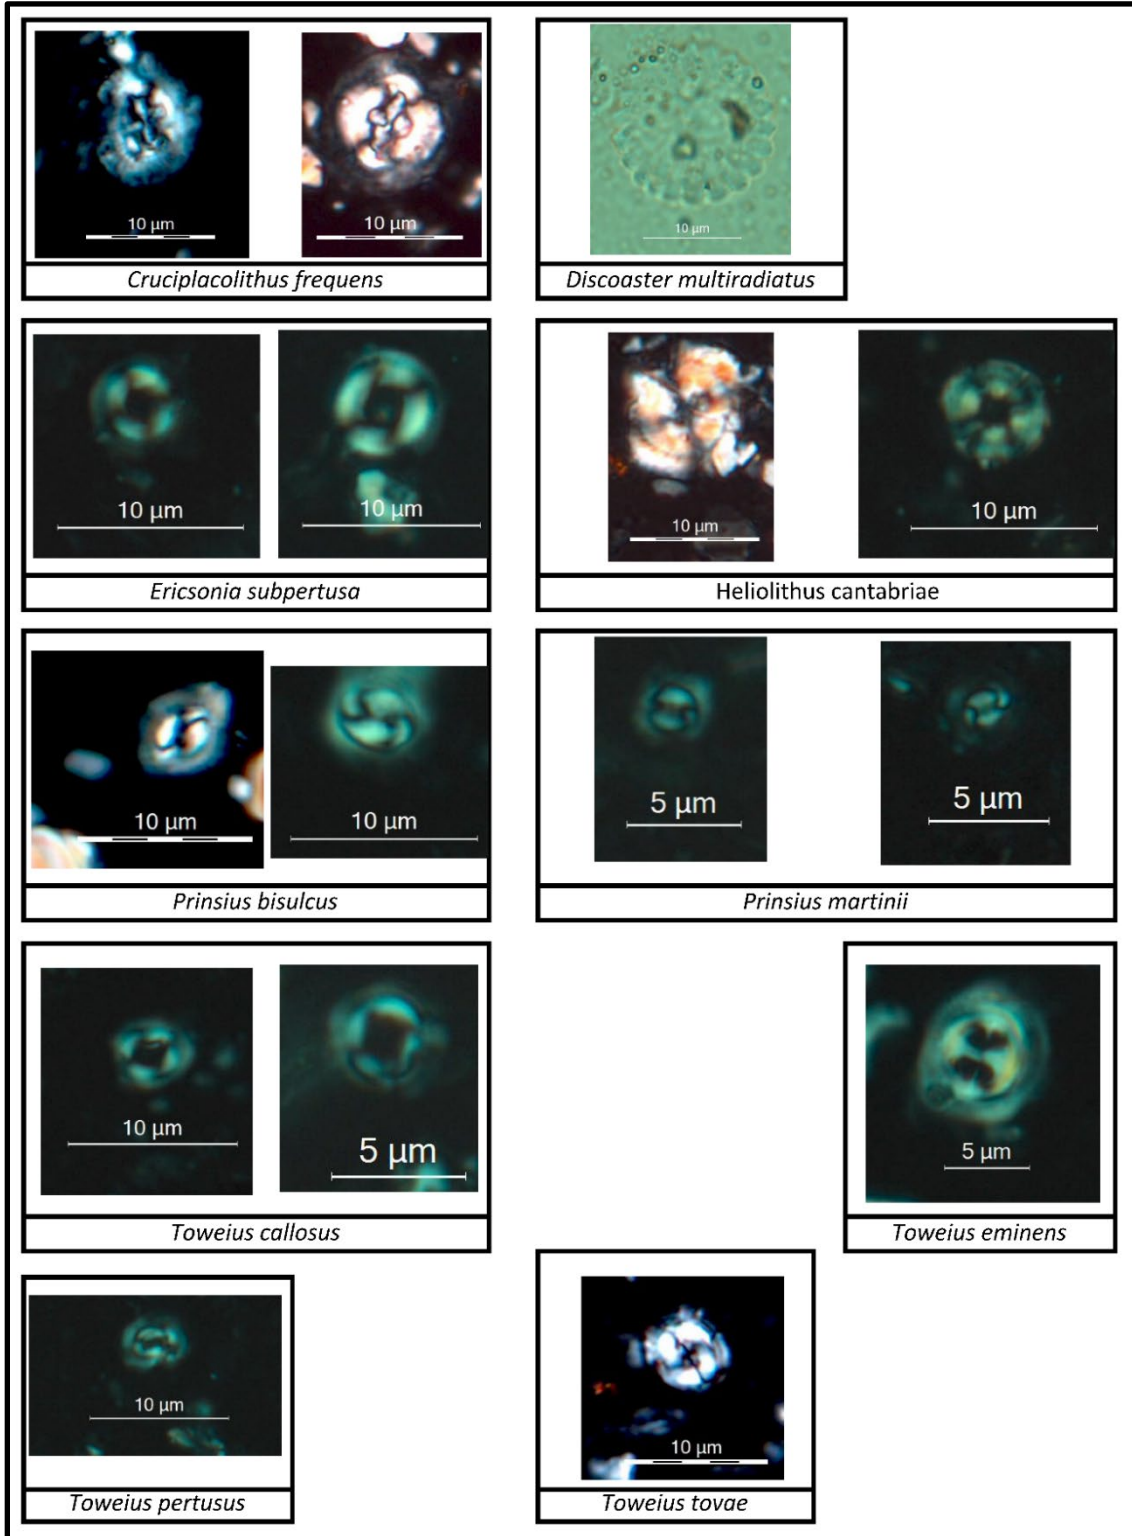 10 µm
10 µm
Cruciplacolithus frequens
10 µm
Discoaster multiradiatus
10 µm
10 µm
Ericsonia subpertusa
10 µm
10 µm
Heliolithus cantabriae
10 µm
10 µm
Prinsius bisulcus
5 µm
5 µm
Prinsius martinii
10 µm
5 µm
Toweius callosus
5 µm
Toweius eminens
10 µm
Toweius pertusus
10 µm
Toweius tovae